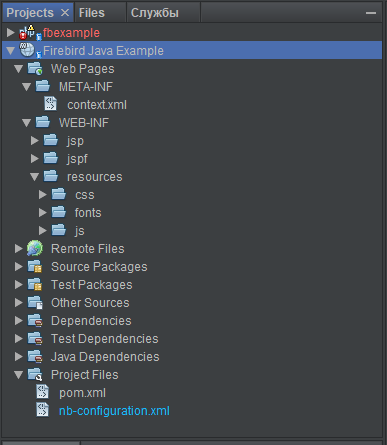 Projects Files Службы
fbexample
Firebird Java Example
Web Pages
META-INF
context.xml
WEB-INF
jsp
jspf
resources
css
fonts
js
Remote Files
Source Packages
Test Packages
Other Sources
Dependencies
Test Dependencies
Java Dependencies
Project Files
pom.xml
nb-configuration.xml